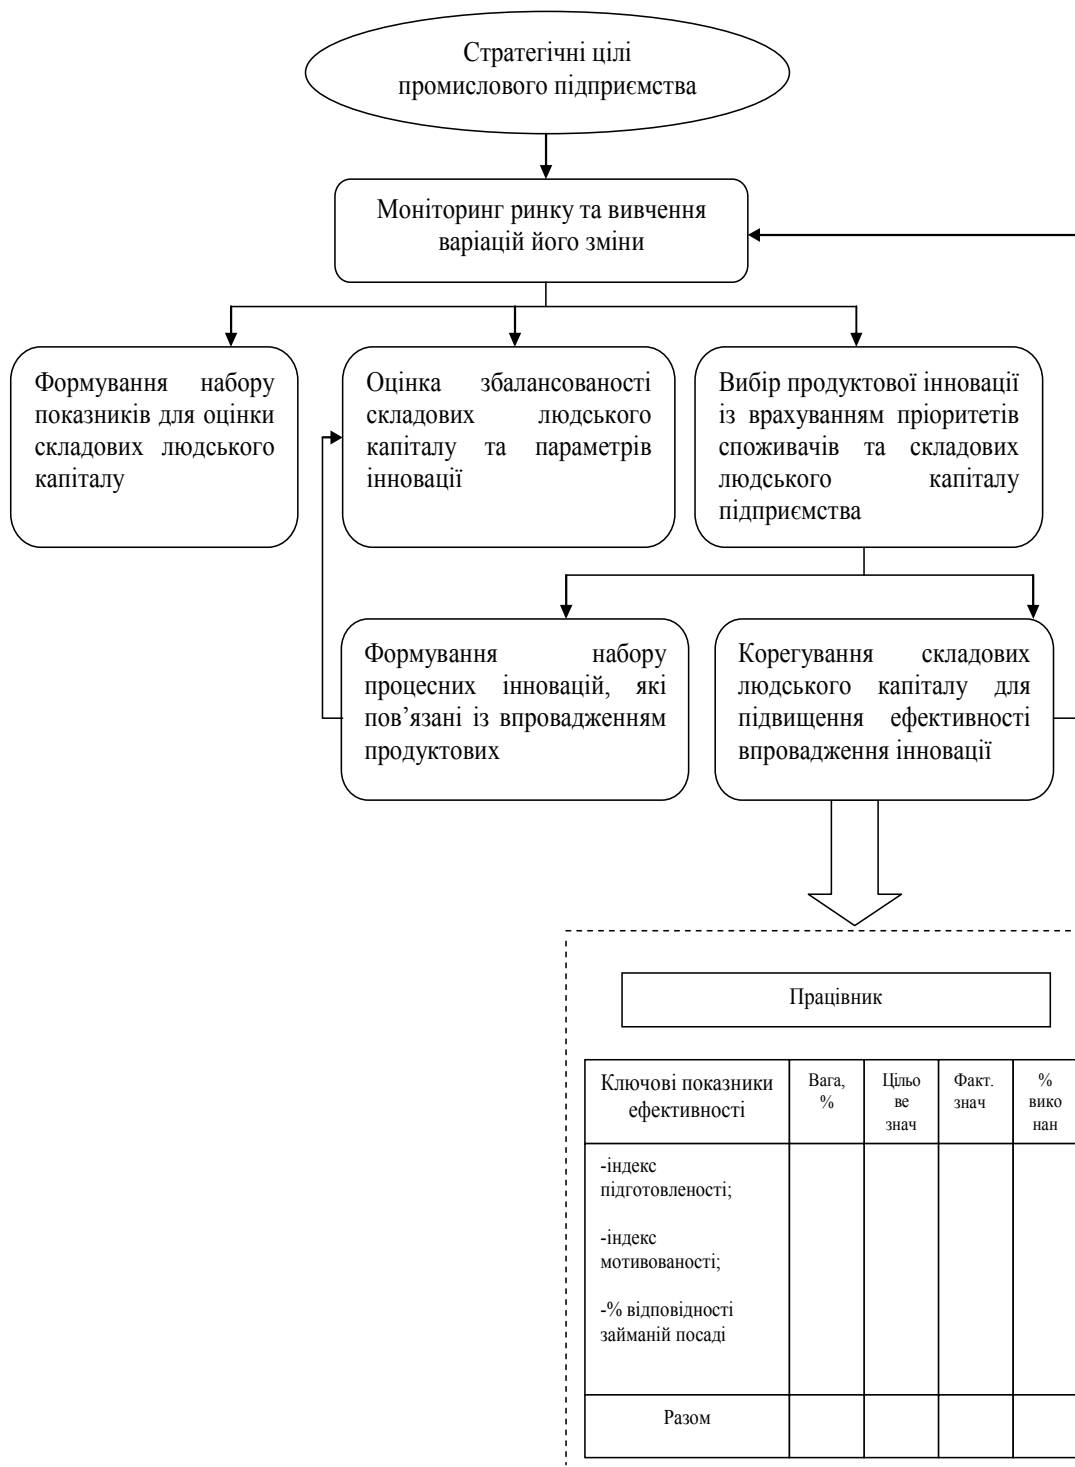 Стратегічні цілі
промислового підприємства
Моніторинг ринку та вивчення
варіацій його зміни
Формування набору
показників для оцінки
складових людського
капіталу
Оцінка збалансованості
складових людського
капіталу та параметрів
інновації
Вибір продуктової інновації
із врахуванням пріоритетів
споживачів та складових
людського капіталу
підприємства
Формування набору
процесних інновацій, які
пов’язані із впровадженням
продуктових
Корегування складових
людського капіталу для
підвищення ефективності
впровадження інновації
Працівник
Ключові показники
ефективності
Вага,
%
Цільо
ве
знач
Факт.
знач
%
вико
нан
-індекс
підготовленості;
-індекс
мотивованості;
-% відповідності
займаній посаді
Разом